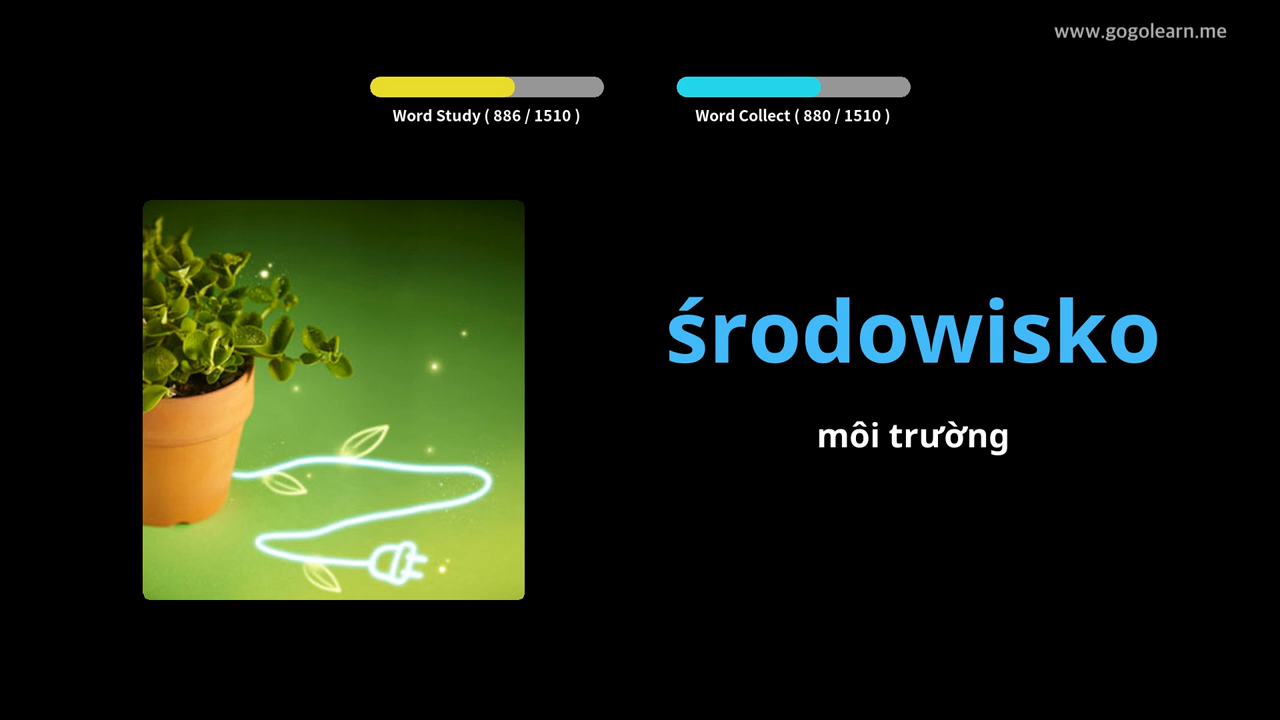 www.gogolearn.me
Word Study ( 886 / 1510 )
Word Collect ( 880 / 1510 )
środowisko
môi trường